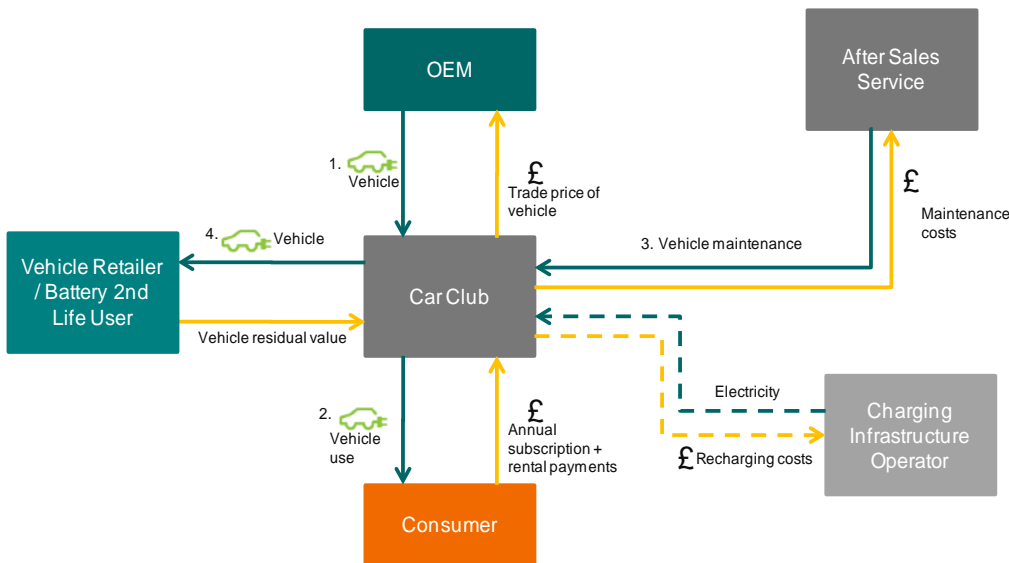 OEM
After Sales
Service
1.
Vehicle
£
Trade price of
vehicle
£
Maintenance
costs
4.
Vehicle
3. Vehicle maintenance
Vehicle Retailer
/ Battery 2nd
Life User
Car Club
Vehicle residual value
Electricity
2.
Vehicle
use
£
Annual
subscription +
rental payments
£ Recharging costs
Charging
Infrastructure
Operator
Consumer